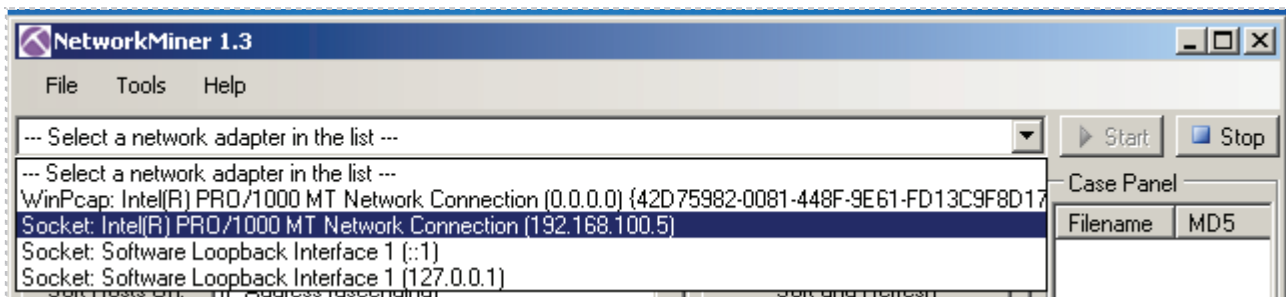 NetworkMiner 1.3
File Tools Help
--- Select a network adapter in the list --- Start Stop
--- Select a network adapter in the list ---
WinPcap: Intel(R) PRO/1000 MT Network Connection (0.0.0.0) {42D75982-0081-448F-9E61-FD13C9F8D17
Case Panel
Socket: Intel(R) PRO/1000 MT Network Connection (192.168.100.5)
Filename MD5
Socket: Software Loopback Interface 1 (::1)
Socket: Software Loopback Interface 1 (127.0.0.1)